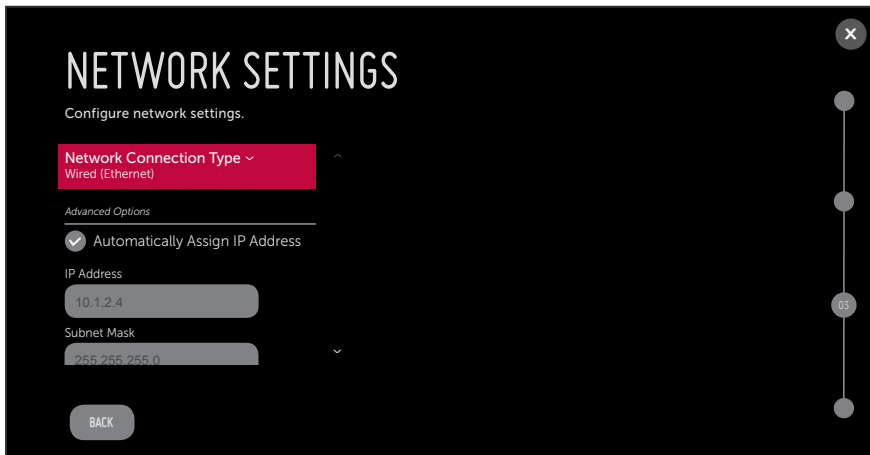 NETWORK SETTINGS
Configure network settings.
Network Connection Type
Wired (Ethernet)
Advanced Options
Automatically Assign IP Address
IP Address
10.1.2.4
Subnet Mask
255.255.255.0
03
BACK
X